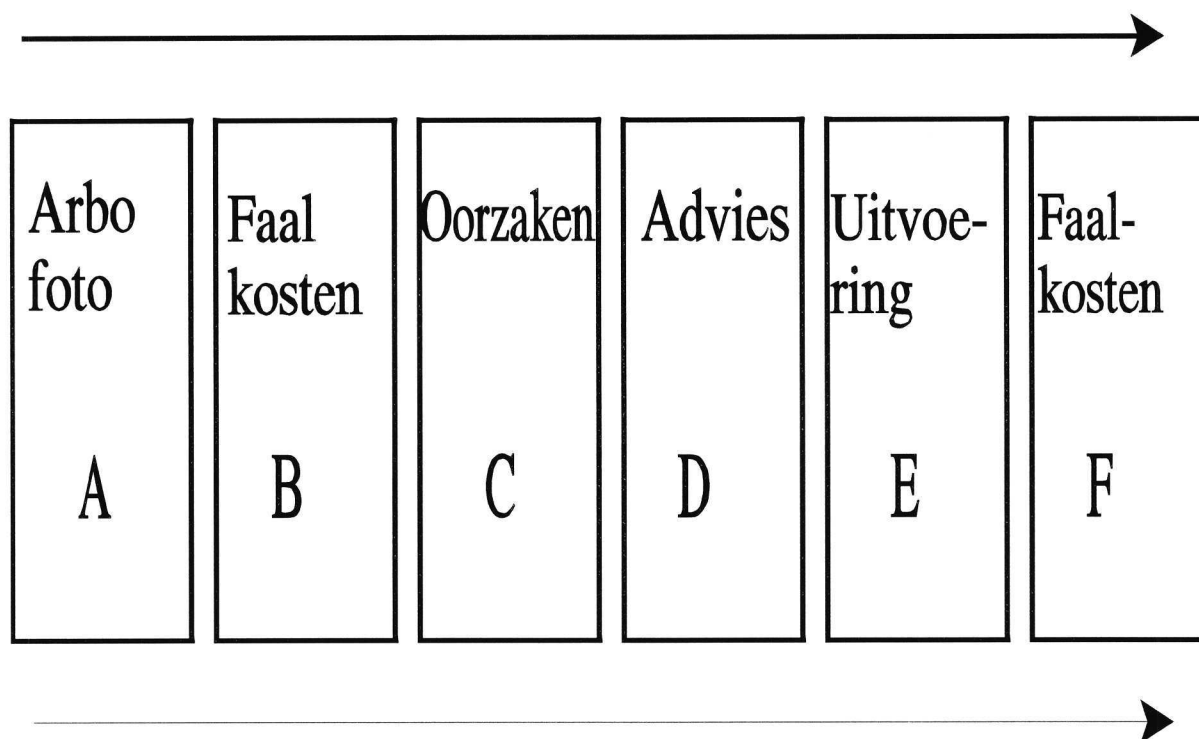 Arbo
foto
A
Faal
kosten
B
Oorzaken
C
Advies
D
Uitvoe-
ring
E
Faal-
kosten
F